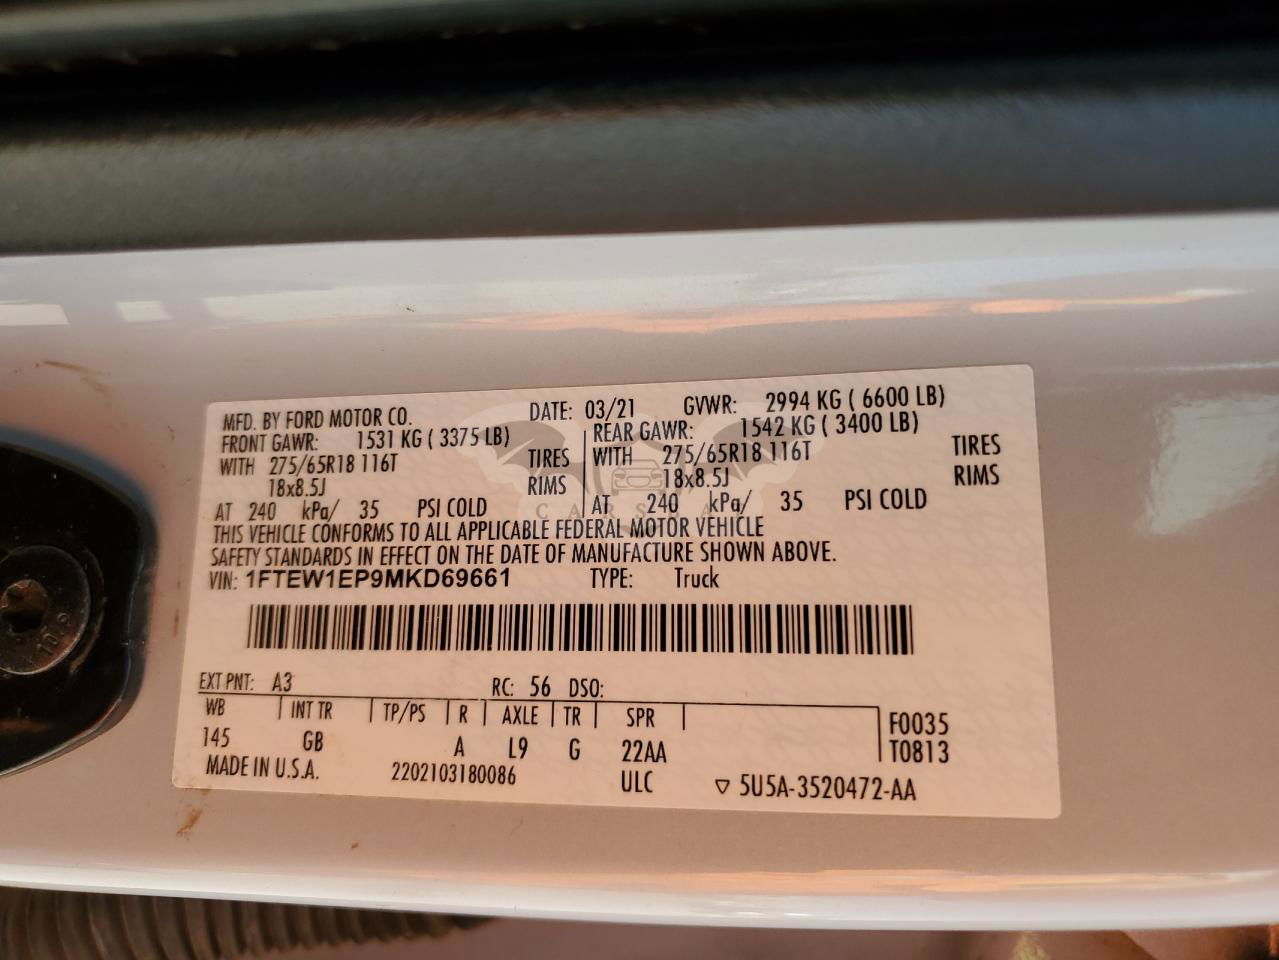 MFD. BY FORD MOTOR CO. DATE: 03/21 GVWR: 2994 KG ( 6600 LB)
FRONT GAWR: 1531 KG ( 3375 LB) REAR GAWR: 1542 KG ( 3400 LB)
WITH 275/65R18 116T TIRES WITH 275/65R18 116T TIRES
18x8.5J RIMS 18x8.5J RIMS
AT 240 kPa/ 35 PSI COLD AT 240 kPa/ 35 PSI COLD
THIS VEHICLE CONFORMS TO ALL APPLICABLE FEDERAL MOTOR VEHICLE
SAFETY STANDARDS IN EFFECT ON THE DATE OF MANUFACTURE SHOWN ABOVE.
VIN: 1FTEW1EP9MKD69661 TYPE: Truck
EXT PNT: A3 RC: 56 DSO:
WB INT TR TP/PS R AXLE TR SPR F0035
145 GB A L9 G 22AA T0813
MADE IN U.S.A. 2202103180086 ULC ▽ 5U5A-3520472-AA